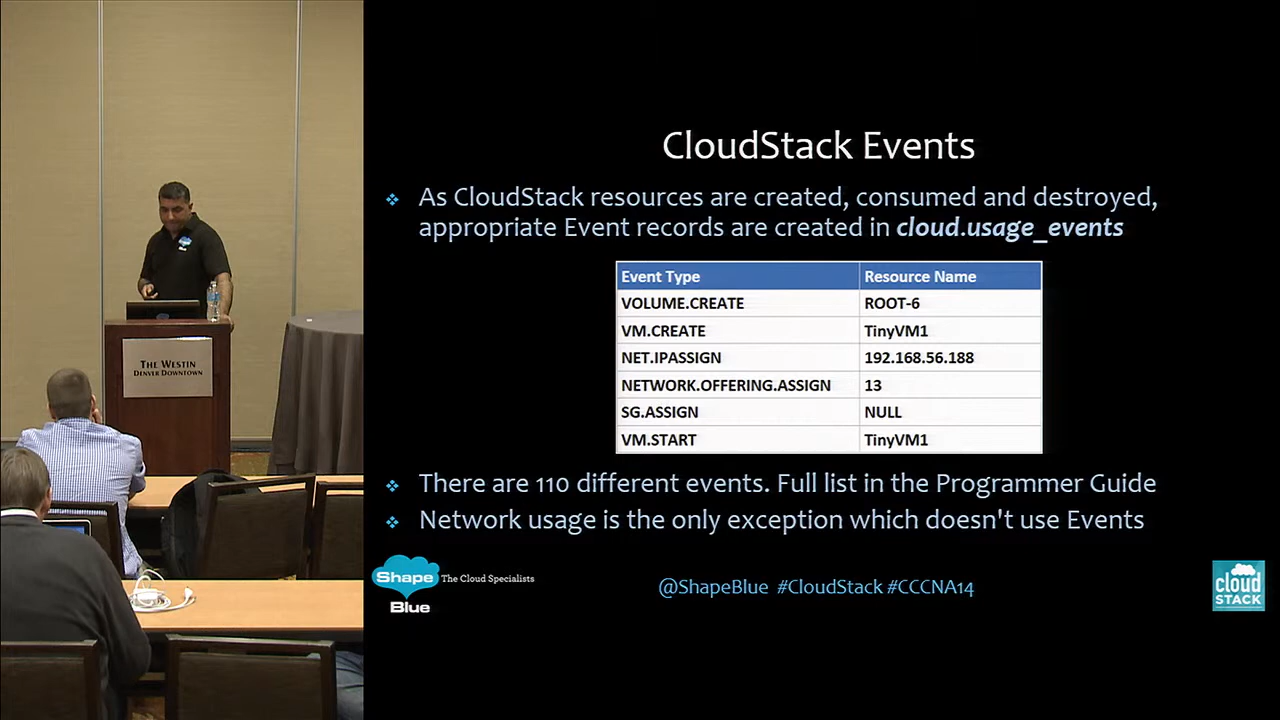 CloudStack Events
❖ As CloudStack resources are created, consumed and destroyed,
appropriate Event records are created in cloud.usage_events
Event Type Resource Name
VOLUME.CREATE ROOT-6
VM.CREATE TinyVM1
NET.IPASSIGN 192.168.56.188
NETWORK.OFFERING.ASSIGN 13
SG.ASSIGN NULL
VM.START TinyVM1
❖ There are 110 different events. Full list in the Programmer Guide
❖ Network usage is the only exception which doesn't use Events
Shape The Cloud Specialists
Blue
@ShapeBlue #CloudStack #CCCNA14
cloud
STACK
THE WESTIN
DENVER DOWNTOWN